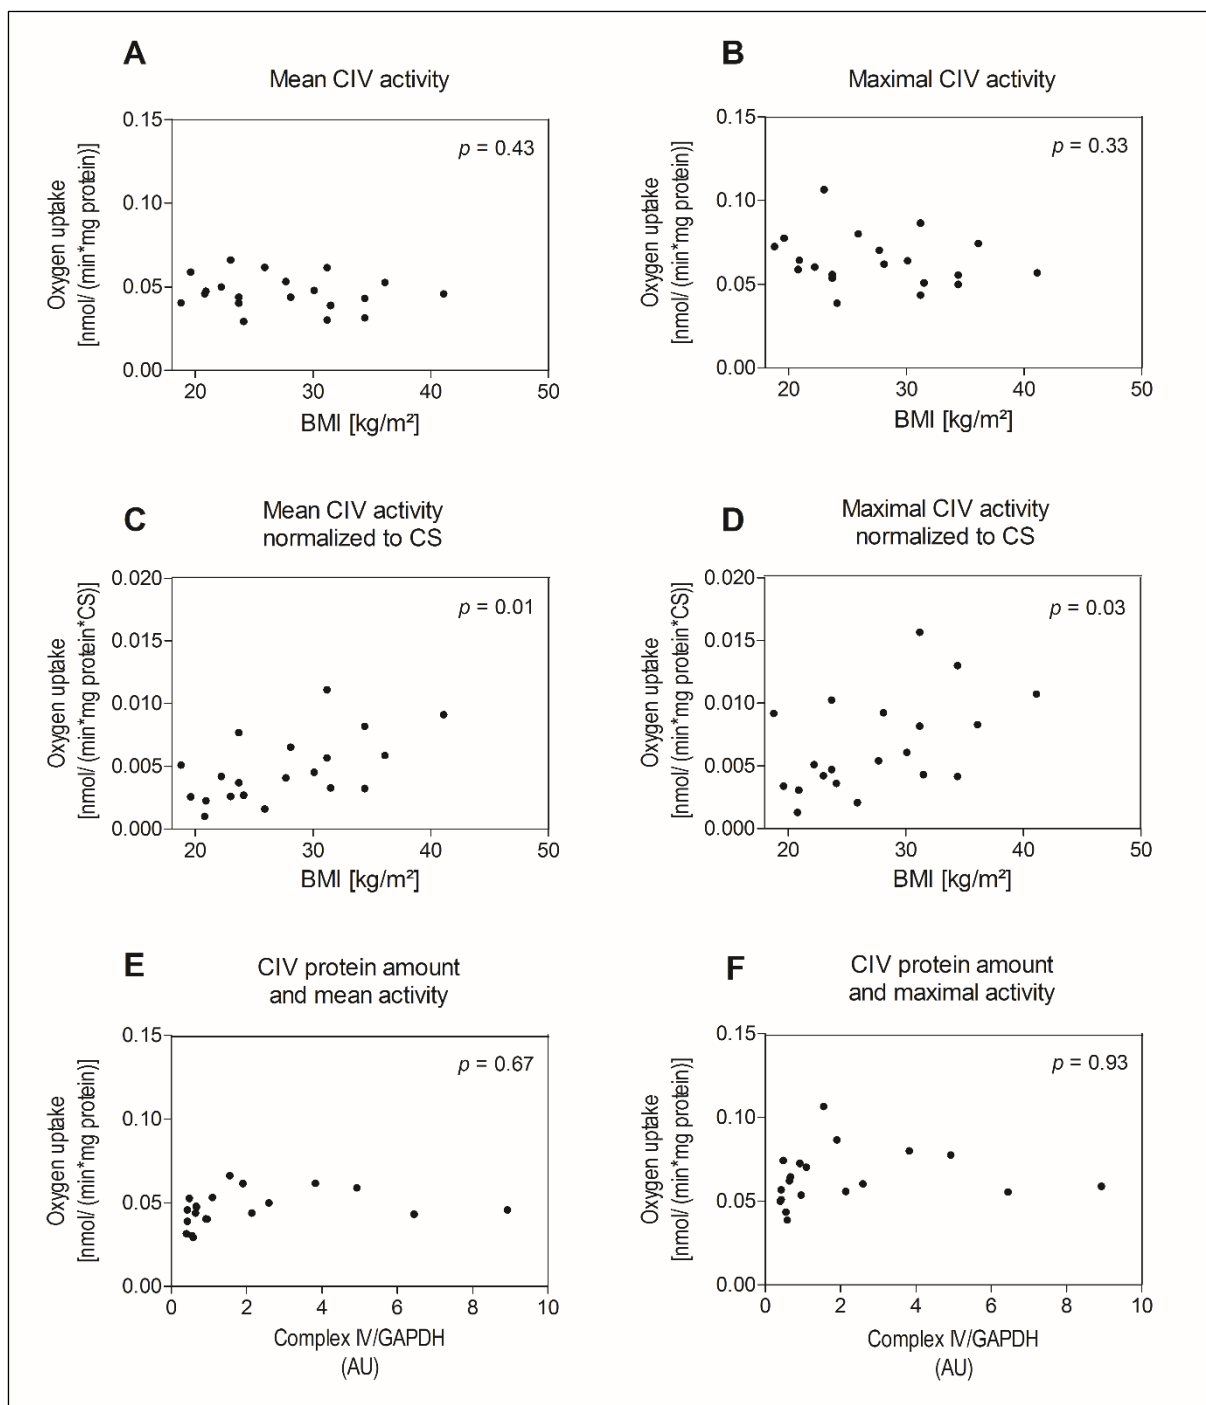 A
Mean CIV activity
0.15
0.10
0.05
0.00
Oxygen uptake
[nmol/ (min*mg protein)]
p = 0.43
20 30 40 50
BMI [kg/m²]
B
Maximal CIV activity
0.15
0.10
0.05
0.00
Oxygen uptake
[nmol/ (min*mg protein)]
p = 0.33
20 30 40 50
BMI [kg/m²]
C
Mean CIV activity
normalized to CS
0.020
0.015
0.010
0.005
0.000
Oxygen uptake
[nmol/ (min*mg protein*CS)]
p = 0.01
20 30 40 50
BMI [kg/m²]
D
Maximal CIV activity
normalized to CS
0.020
0.015
0.010
0.005
0.000
Oxygen uptake
[nmol/ (min*mg protein*CS)]
p = 0.03
20 30 40 50
BMI [kg/m²]
E
CIV protein amount
and mean activity
0.15
0.10
0.05
0.00
Oxygen uptake
[nmol/ (min*mg protein)]
p = 0.67
0 2 4 6 8 10
Complex IV/GAPDH
(AU)
F
CIV protein amount
and maximal activity
0.15
0.10
0.05
0.00
Oxygen uptake
[nmol/ (min*mg protein)]
p = 0.93
0 2 4 6 8 10
Complex IV/GAPDH
(AU)